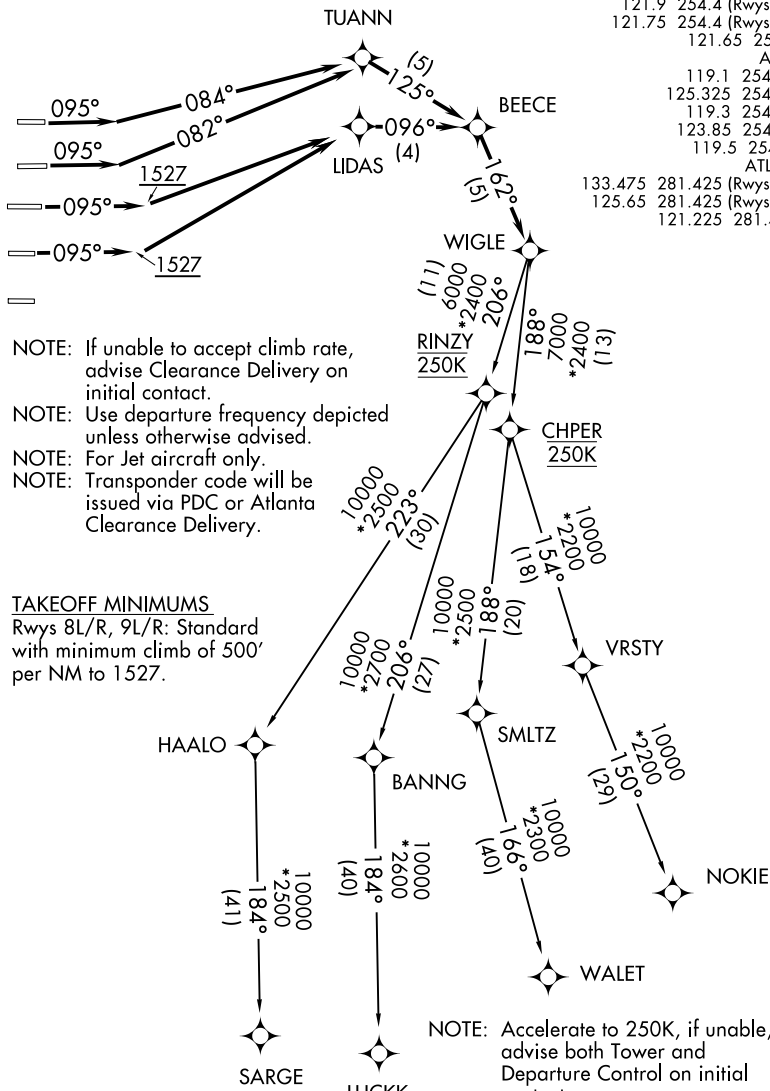 121.9 254.4 (Rwys
121.75 254.4 (Rwys
121.65
119.1
125.325
119.3
123.85
119.5
ATL
133.475 281.425 (Rwys
125.65 281.425 (Rwys
121.225
TUANN
(5)
125°
BEECE
095°
084°
095°
082°
096°
(4)
LIDAS
1527
095°
162°
(5)
095°
1527
WIGLE
(11)
6000
*2400
206°
188°
7000
*2400
(13)
RINZY
250K
CHPER
250K
NOTE: If unable to accept climb rate,
advise Clearance Delivery on
initial contact.
NOTE: Use departure frequency depicted
unless otherwise advised.
NOTE: For Jet aircraft only.
NOTE: Transponder code will be
issued via PDC or Atlanta
Clearance Delivery.
10000
*2500
223°
(30)
10000
*2700
206°
(27)
10000
*2500
188°
(20)
10000
*2200
154°
(18)
TAKEOFF MINIMUMS
Rwys 8L/R, 9L/R: Standard
with minimum climb of 500'
per NM to 1527.
VRSTY
HAALO
BANNG
SMLTZ
10000
*2200
150°
(29)
10000
*2500
184°
(41)
10000
*2600
184°
(40)
10000
*2300
166°
(40)
NOKIE
WALET
SARGE
LUCKK
NOTE: Accelerate to 250K, if unable,
advise both Tower and
Departure Control on initial